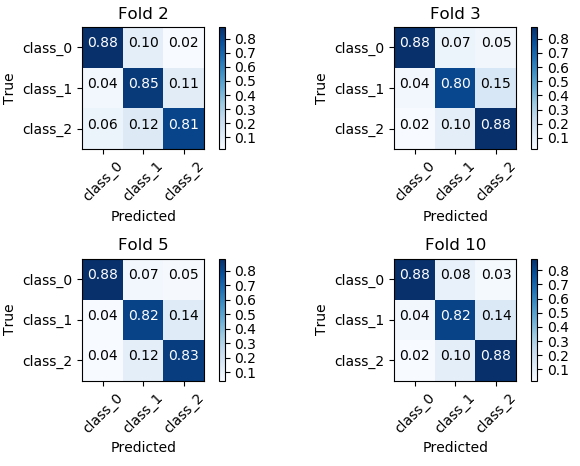 Fold 2
True
class_0 0.88 0.10 0.02
class_1 0.04 0.85 0.11
class_2 0.06 0.12 0.81
class_0 class_1 class_2
Predicted
0.8
0.7
0.6
0.5
0.4
0.3
0.2
0.1
Fold 3
True
class_0 0.88 0.07 0.05
class_1 0.04 0.80 0.15
class_2 0.02 0.10 0.88
class_0 class_1 class_2
Predicted
0.8
0.7
0.6
0.5
0.4
0.3
0.2
0.1
Fold 5
True
class_0 0.88 0.07 0.05
class_1 0.04 0.82 0.14
class_2 0.04 0.12 0.83
class_0 class_1 class_2
Predicted
0.8
0.7
0.6
0.5
0.4
0.3
0.2
0.1
Fold 10
True
class_0 0.88 0.08 0.03
class_1 0.04 0.82 0.14
class_2 0.02 0.10 0.88
class_0 class_1 class_2
Predicted
0.8
0.7
0.6
0.5
0.4
0.3
0.2
0.1